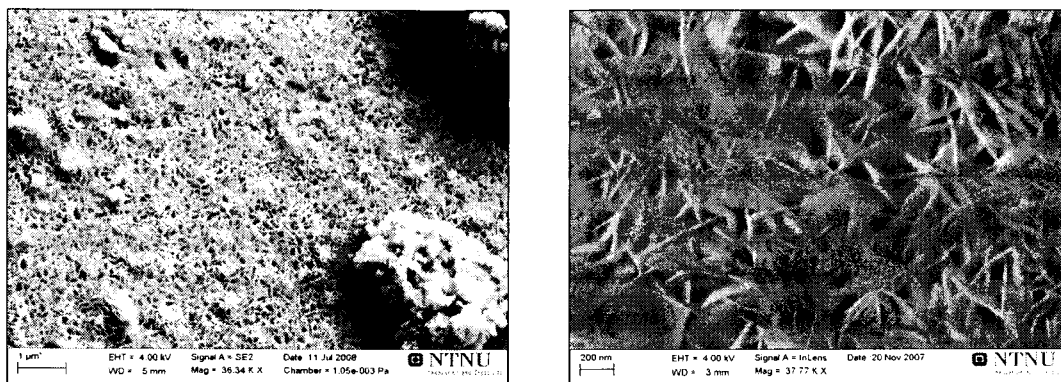 1 µm
EHT = 4.00 kV Signal A = SE2 Date :11 Jul 2008
WD = 5 mm Mag = 36.34 K X Chamber = 1.05e-003 Pa
NTNU
200 nm
EHT = 4.00 kV Signal A = InLens Date :20 Nov 2007
WD = 3 mm Mag = 37.77 K X
NTNU